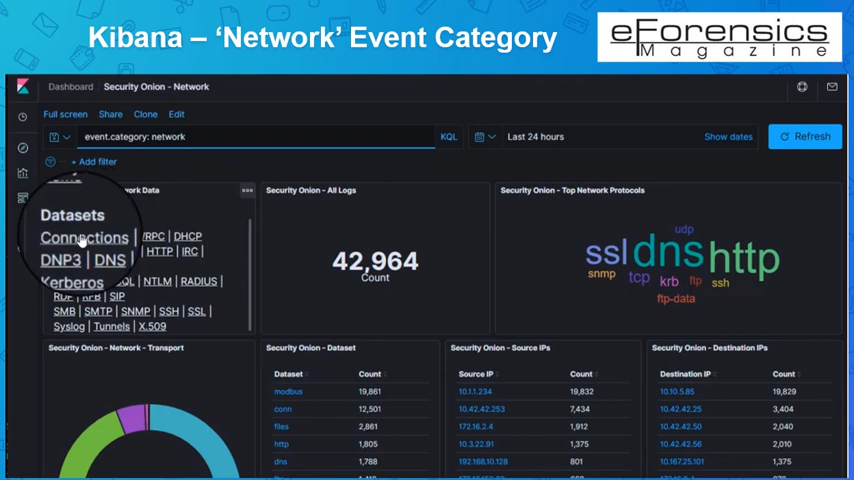 Kibana – ‘Network’ Event Category
eForensics
Magazine
Dashboard Security Onion - Network
Full screen Share Clone Edit
event.category: network KQL Last 24 hours Show dates Refresh
+ Add filter
work Data
Datasets
Connections | /RPC | DHCP
DNP3 | DNS | | HTTP | IRC |
Kerberos QL | NTLM | RADIUS |
RDP | RFB | SIP
SMB | SMTP | SNMP | SSH | SSL |
Syslog | Tunnels | X.509
Security Onion - All Logs
42,964
Count
Security Onion - Top Network Protocols
udp
ssl dns http
snmp tcp krb ftp ssh
ftp-data
Security Onion - Network - Transport
Security Onion - Dataset
Dataset Count
modbus 19,861
conn 12,501
files 2,861
http 1,805
dns 1,788
Security Onion - Source IPs
Source IP Count
10.1.1.234 19,832
10.42.42.253 7,434
172.16.2.4 1,912
10.3.22.91 1,375
192.168.10.128 801
Security Onion - Destination IPs
Destination IP Count
10.10.5.85 19,829
10.42.42.25 3,404
10.42.42.50 2,040
10.42.42.56 2,010
10.167.25.101 1,375